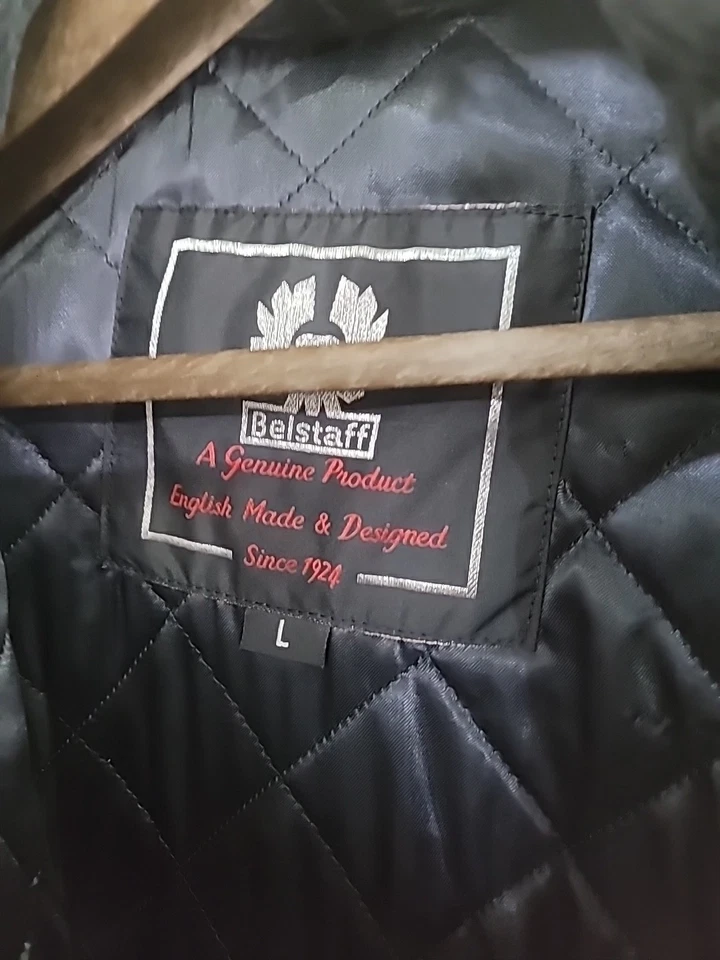 Belstaff
A Genuine Product
English Made & Designed
Since 1924
L